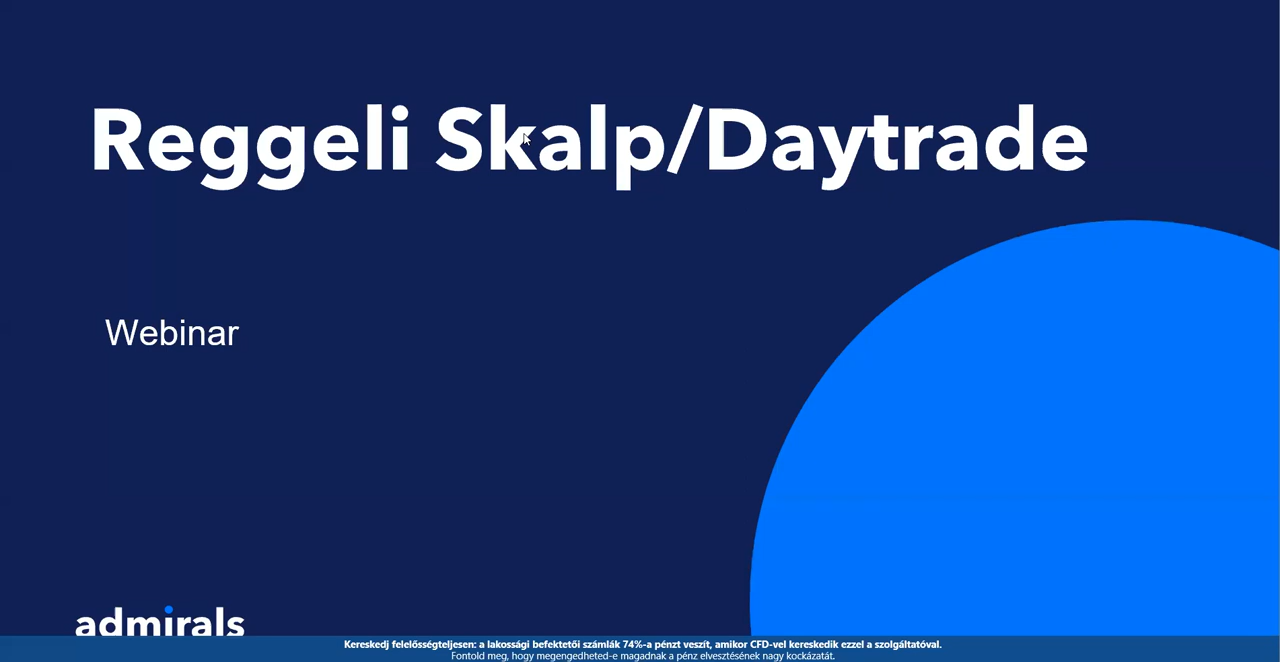 Reggeli Skalp/Daytrade
Webinar
admirals
Kereskedj felelősségteljesen: a lakossági befektetői számlák 74%-a pénzt veszít, amikor CFD-vel kereskedik ezzel a szolgáltatóval.
Fontold meg, hogy megengedheted-e magadnak a pénz elvesztésének nagy kockázatát.